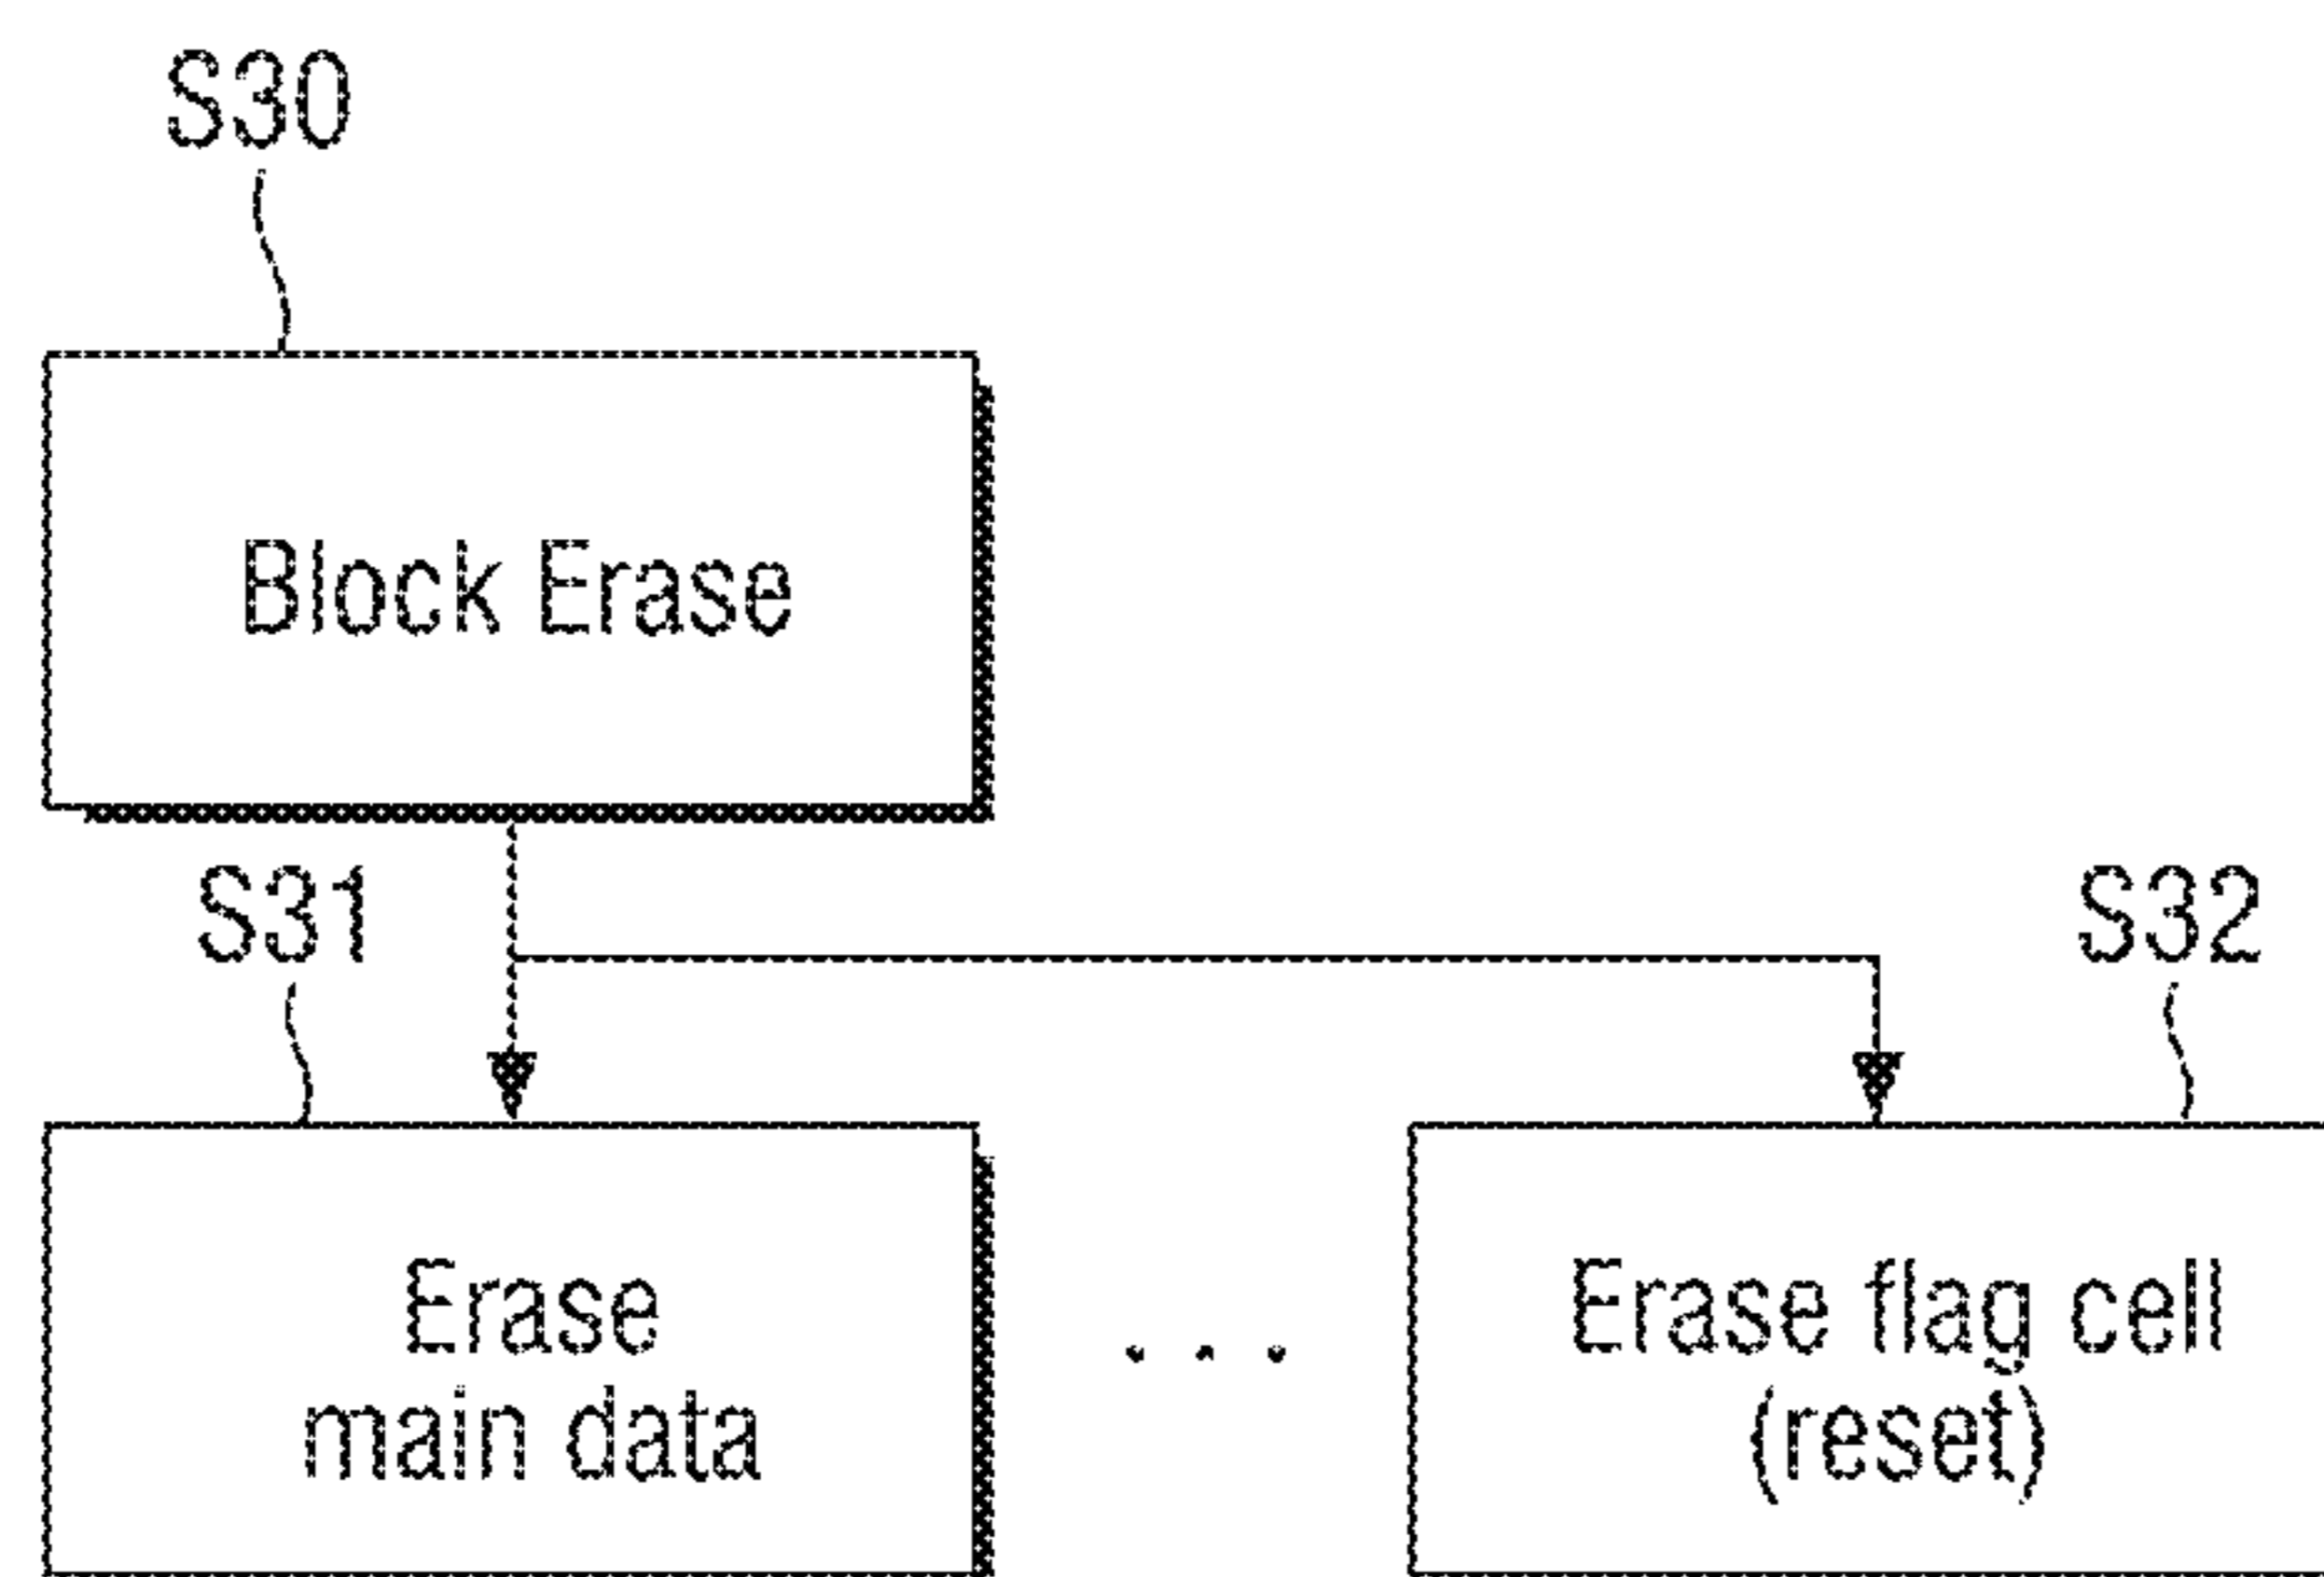 S30
Block Erase
S31
S32
Erase
main data
. . .
Erase flag cell
(reset)